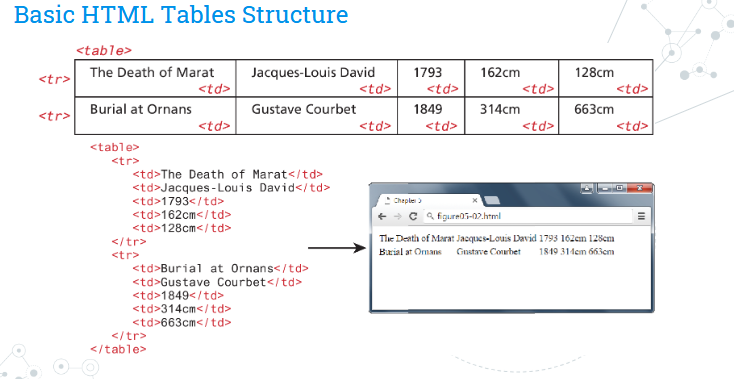 Basic HTML Tables Structure
<table>
<tr> The Death of Marat Jacques-Louis David 1793 162cm 128cm
<td> <td> <td> <td> <td>
<tr> Burial at Ornans Gustave Courbet 1849 314cm 663cm
<td> <td> <td> <td> <td>
<table>
<tr>
<td>The Death of Marat</td>
<td>Jacques-Louis David</td>
<td>1793</td>
<td>162cm</td>
<td>128cm</td>
</tr>
<tr>
<td>Burial at Ornans</td>
<td>Gustave Courbet</td>
<td>1849</td>
<td>314cm</td>
<td>663cm</td>
</tr>
</table>
Chapter 5
figure05-02.html
The Death of Marat Jacques-Louis David 1793 162cm 128cm
Burial at Ornans Gustave Courbet 1849 314cm 663cm